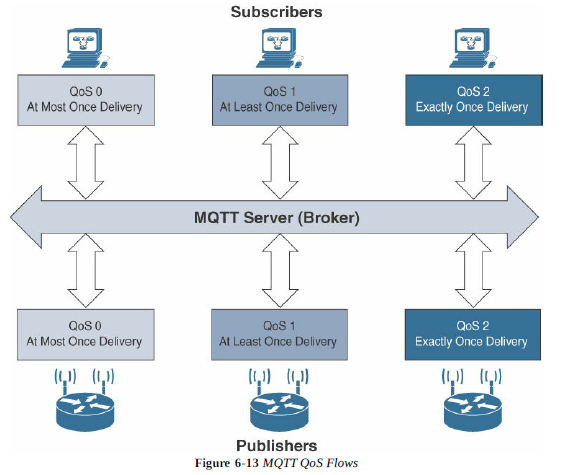 Subscribers
QoS 0
At Most Once Delivery
QoS 1
At Least Once Delivery
QoS 2
Exactly Once Delivery
MQTT Server (Broker)
QoS 0
At Most Once Delivery
QoS 1
At Least Once Delivery
QoS 2
Exactly Once Delivery
Publishers
Figure 6-13 MQTT QoS Flows